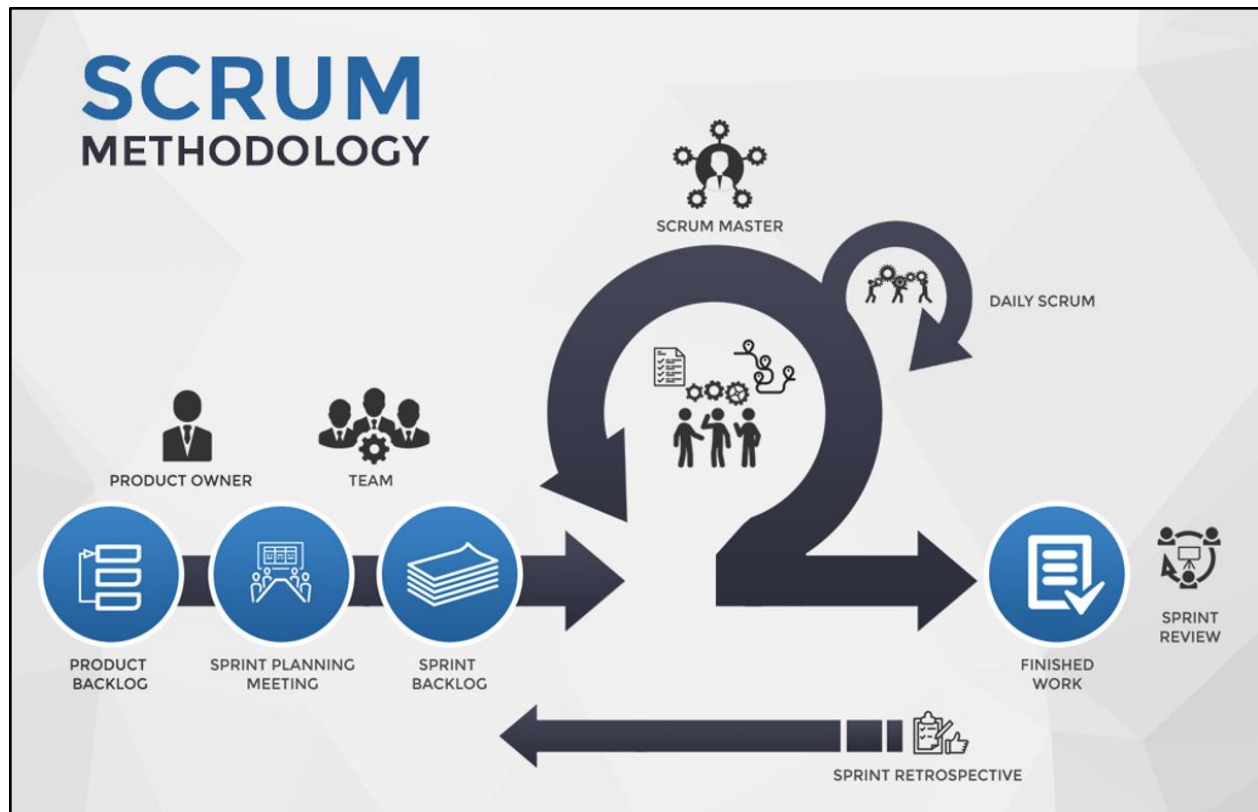 SCRUM
METHODOLOGY
SCRUM MASTER
DAILY SCRUM
PRODUCT OWNER
TEAM
PRODUCT
BACKLOG
SPRINT PLANNING
MEETING
SPRINT
BACKLOG
FINISHED
WORK
SPRINT
REVIEW
SPRINT RETROSPECTIVE